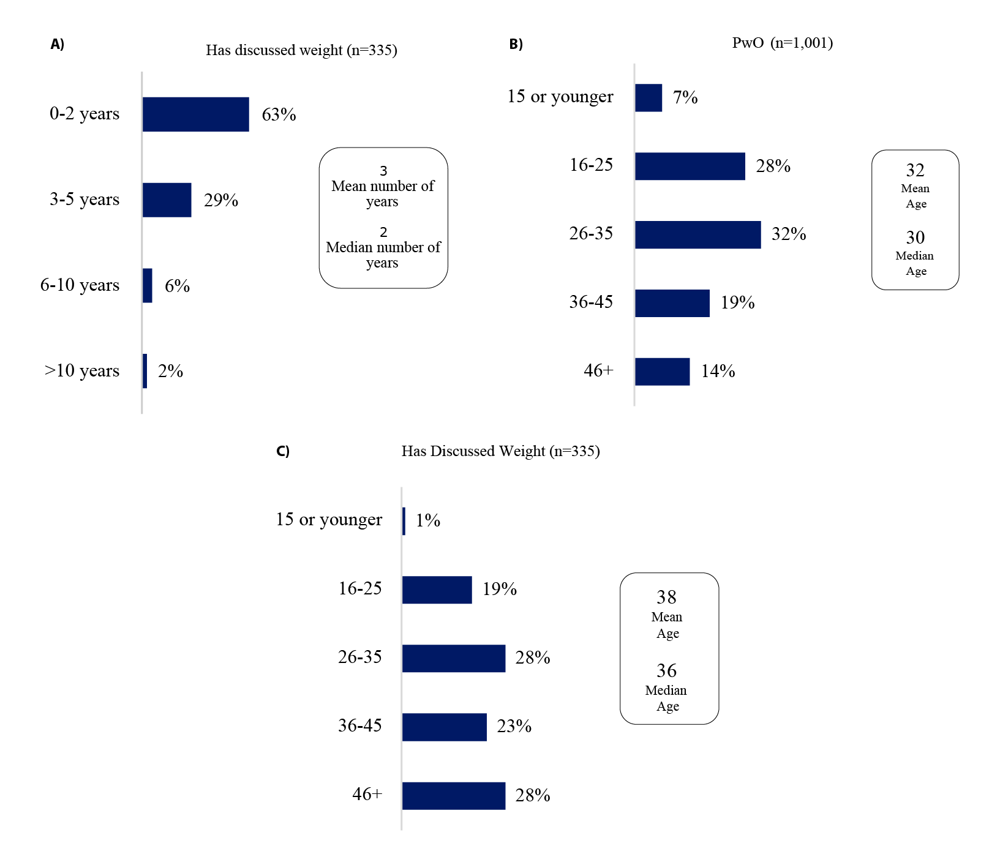 A)
Has discussed weight (n=335)
0-2 years
63%
3-5 years
29%
6-10 years
6%
>10 years
2%
3
Mean number of
years
2
Median number of
years
B)
PwO (n=1,001)
15 or younger
7%
16-25
28%
26-35
32%
36-45
19%
46+
14%
32
Mean
Age
30
Median
Age
C)
Has Discussed Weight (n=335)
15 or younger
1%
16-25
19%
26-35
28%
36-45
23%
46+
28%
38
Mean
Age
36
Median
Age